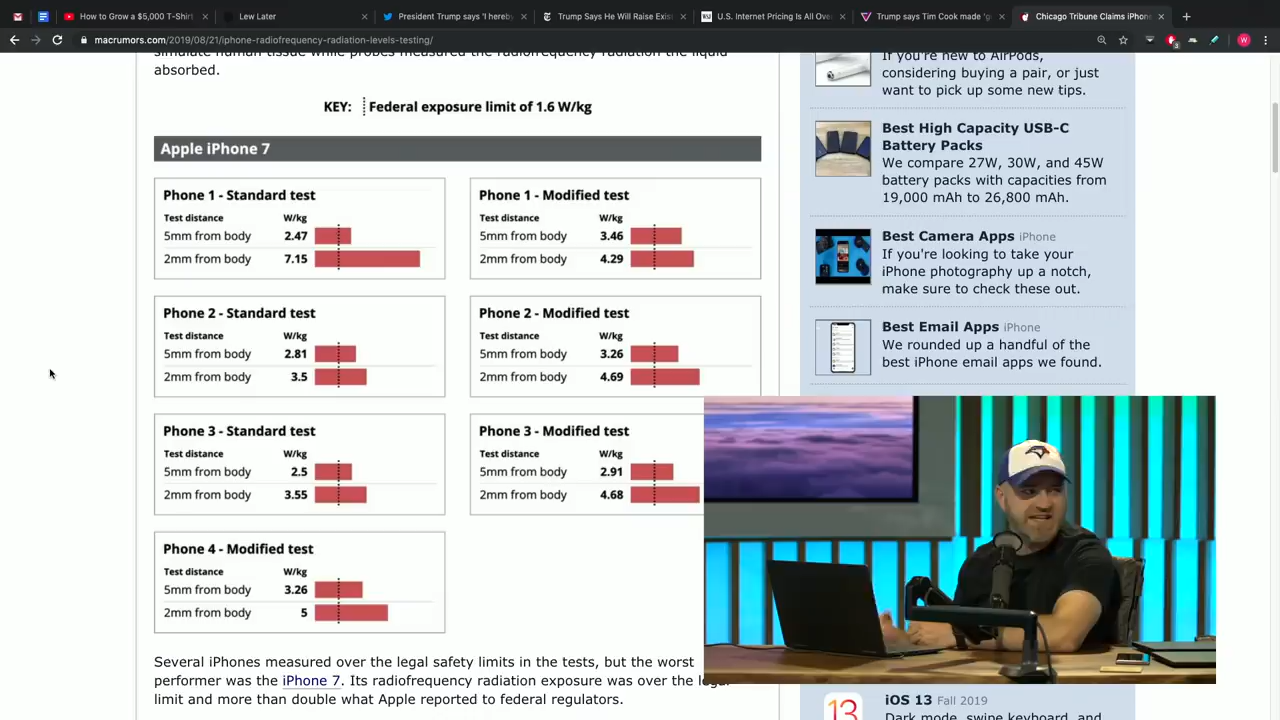 How to Grow a $5,000 T-Shirt
Lew Later
President Trump says 'I hereby
Trump Says He Will Raise Exist
U.S. Internet Pricing Is All Over
Trump says Tim Cook made 'g
Chicago Tribune Claims iPhone
macrumors.com/2019/08/21/iphone-radiofrequency-radiation-levels-testing/
simulate human tissue while probes measured the radiofrequency radiation the liquid
absorbed.
KEY: Federal exposure limit of 1.6 W/kg
Apple iPhone 7
Phone 1 - Standard test
Test distance W/kg
5mm from body 2.47
2mm from body 7.15
Phone 1 - Modified test
Test distance W/kg
5mm from body 3.46
2mm from body 4.29
Phone 2 - Standard test
Test distance W/kg
5mm from body 2.81
2mm from body 3.5
Phone 2 - Modified test
Test distance W/kg
5mm from body 3.26
2mm from body 4.69
Phone 3 - Standard test
Test distance W/kg
5mm from body 2.5
2mm from body 3.55
Phone 3 - Modified test
Test distance W/kg
5mm from body 2.91
2mm from body 4.68
Phone 4 - Modified test
Test distance W/kg
5mm from body 3.26
2mm from body 5
Several iPhones measured over the legal safety limits in the tests, but the worst
performer was the iPhone 7. Its radiofrequency radiation exposure was over the
limit and more than double what Apple reported to federal regulators.
If you're new to AirPods,
considering buying a pair, or just
want to pick up some new tips.
Best High Capacity USB-C
Battery Packs
We compare 27W, 30W, and 45W
battery packs with capacities from
19,000 mAh to 26,800 mAh.
Best Camera Apps iPhone
If you're looking to take your
iPhone photography up a notch,
make sure to check these out.
Best Email Apps iPhone
We rounded up a handful of the
best iPhone email apps we found.
13
iOS 13 Fall 2019
Dark mode, swipe keyboard, and